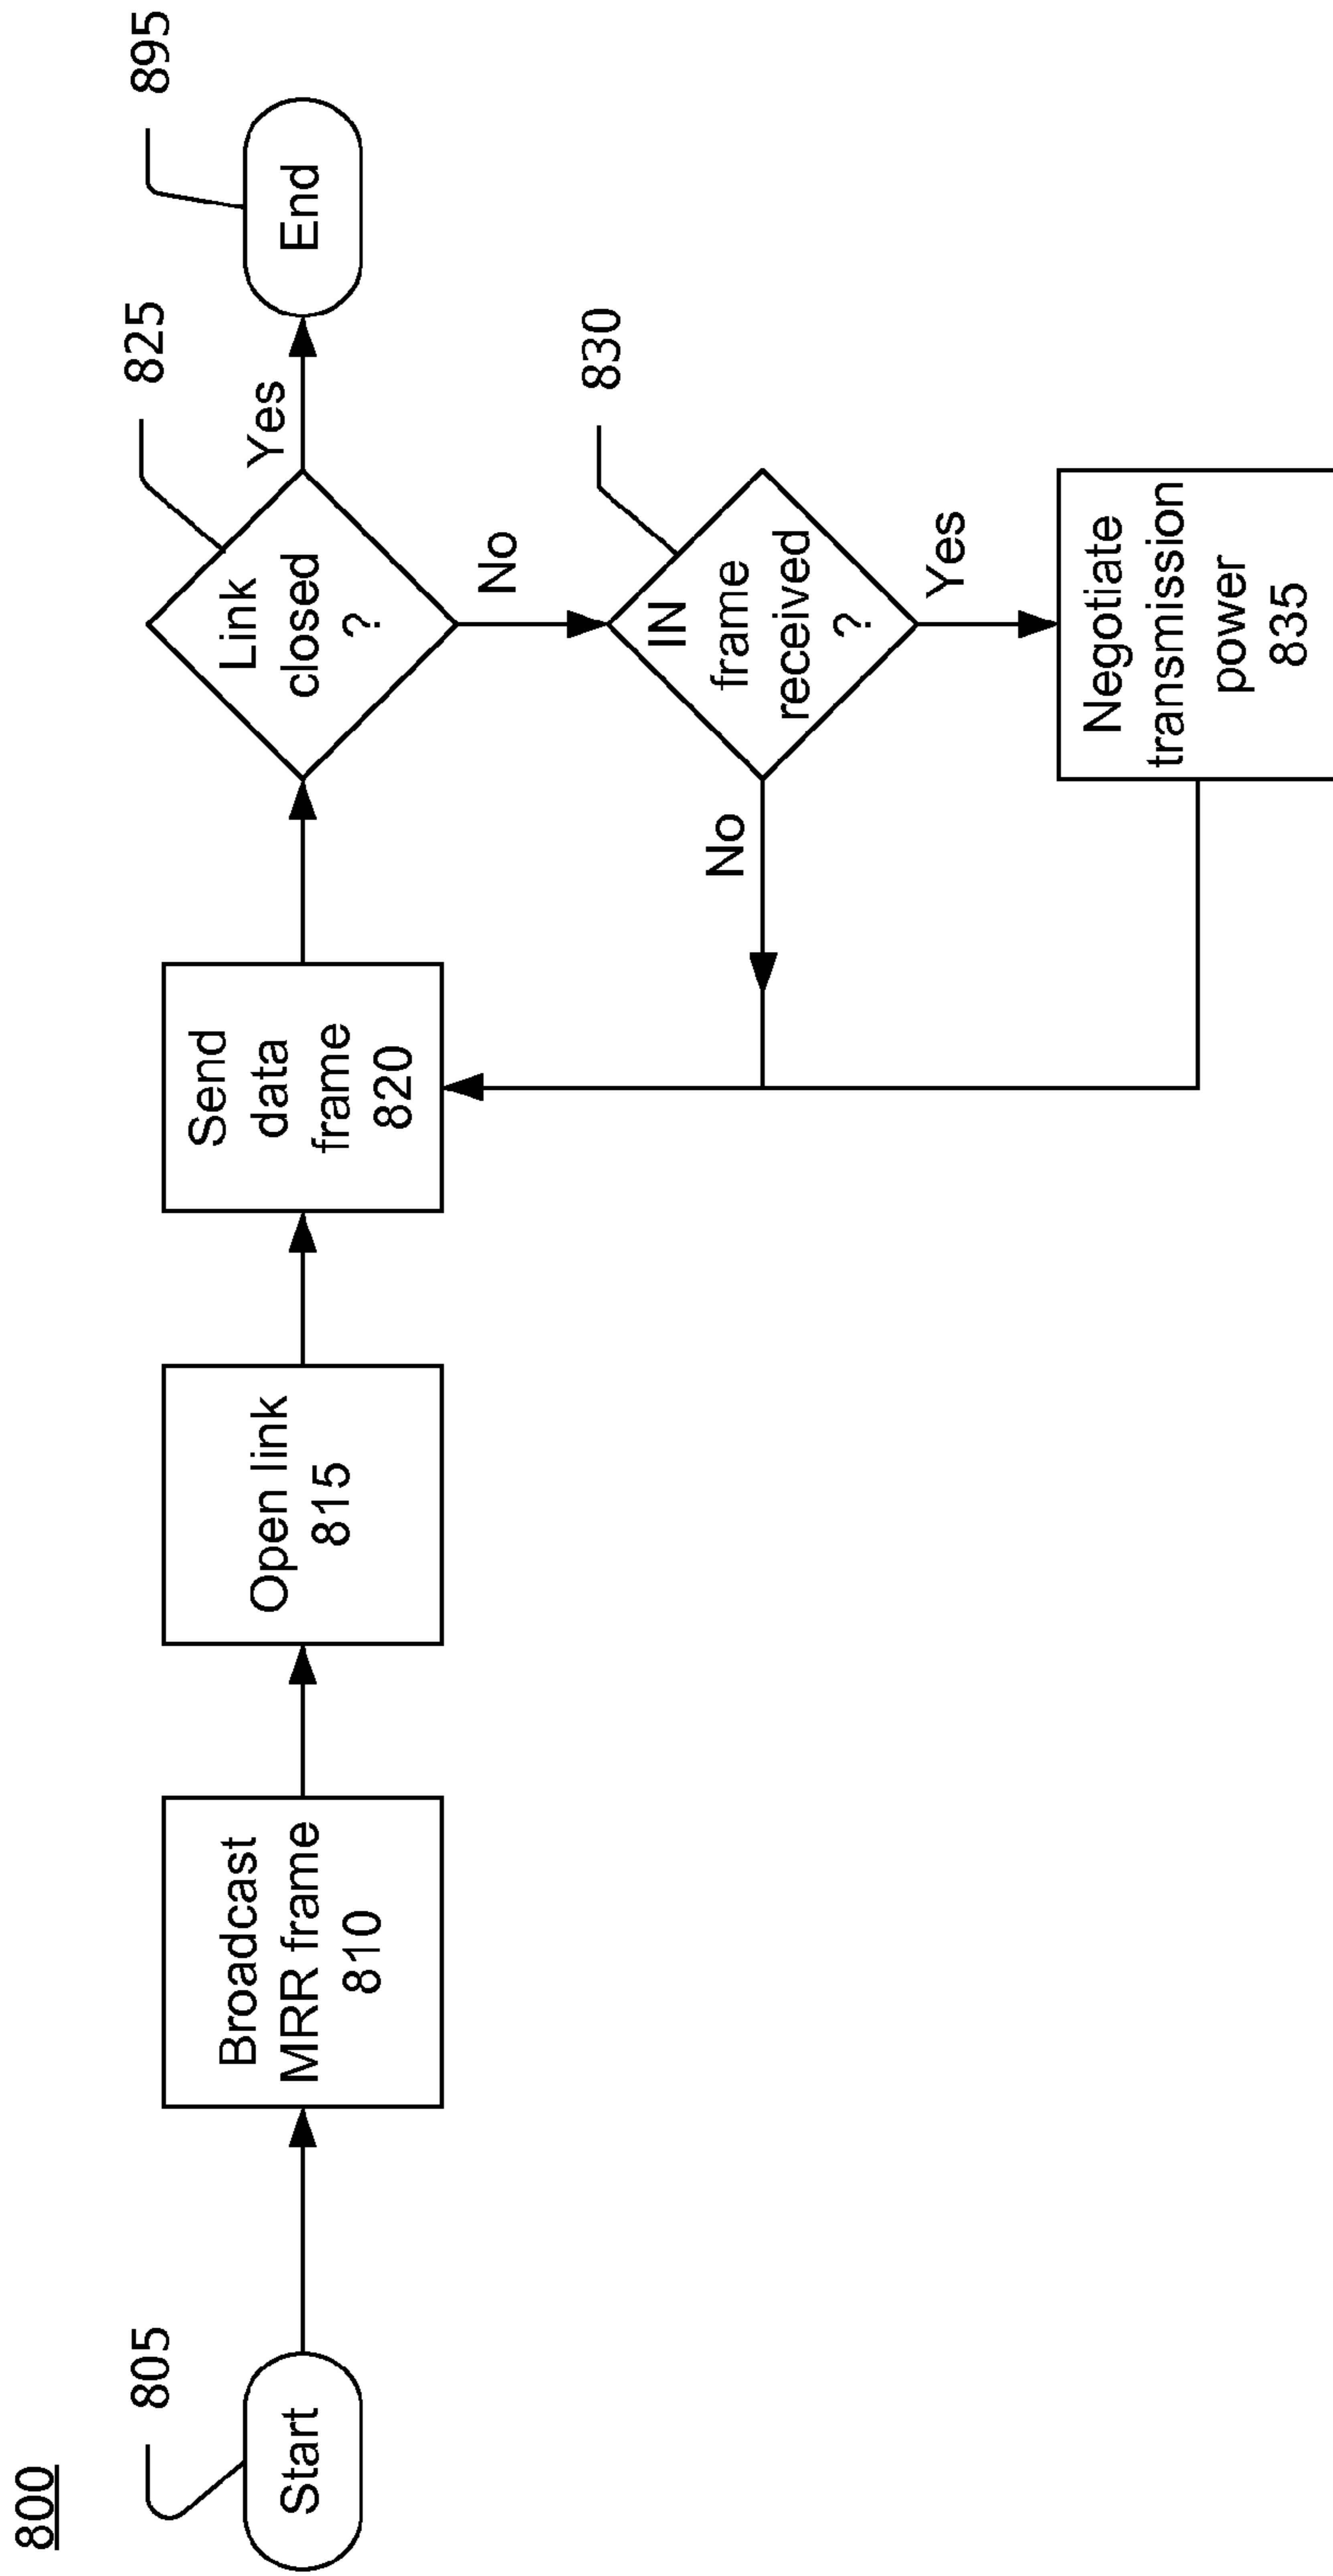 800
805
Start
Broadcast
MRR frame
810
Open link
815
Send
data
frame
820
825
Link
closed
?
Yes
895
End
No
830
IN
frame
received
?
No
Yes
Negotiate
transmission
power
835